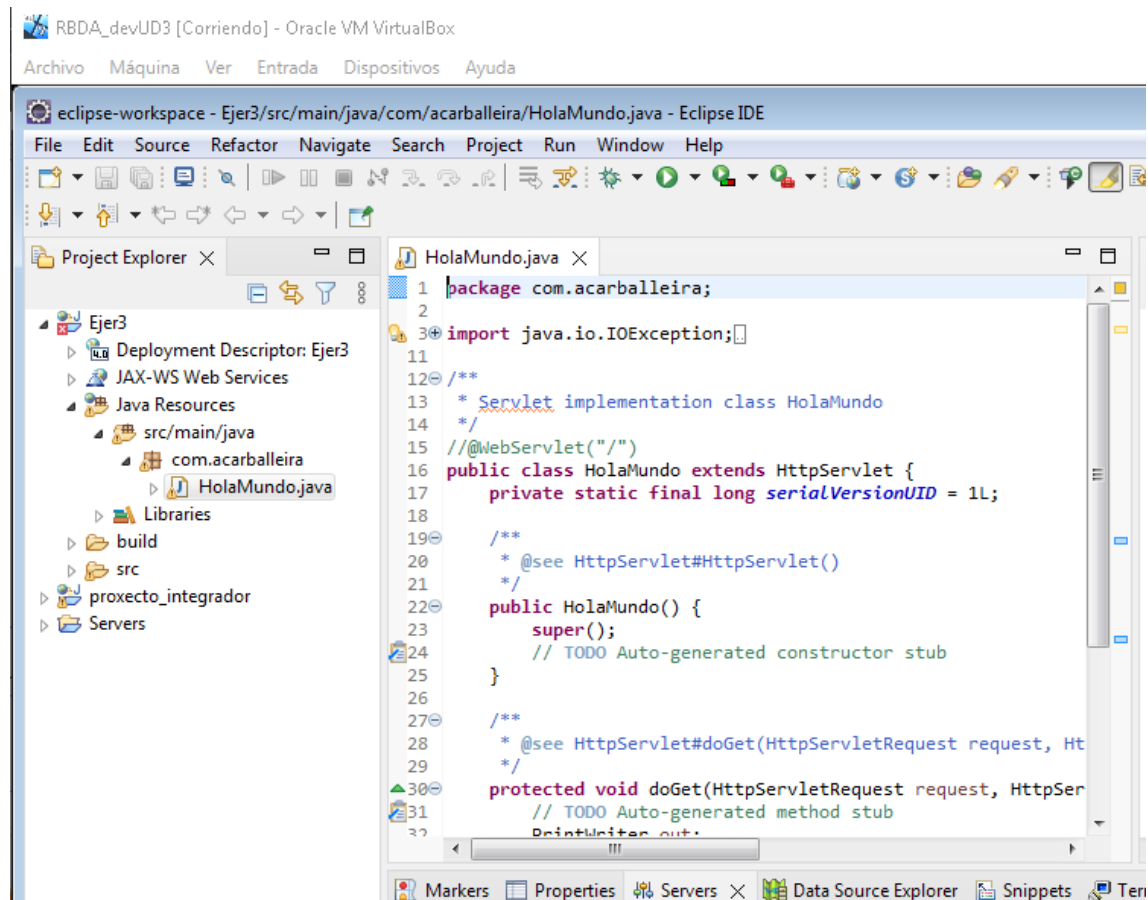 RBDA_devUD3 [Corriendo] - Oracle VM VirtualBox
Archivo Máquina Ver Entrada Dispositivos Ayuda
eclipse-workspace - Ejer3/src/main/java/com/acarballeira/HolaMundo.java - Eclipse IDE
File Edit Source Refactor Navigate Search Project Run Window Help
Project Explorer
Ejer3
4.0 Deployment Descriptor: Ejer3
JAX-WS Web Services
Java Resources
src/main/java
com.acarballeira
HolaMundo.java
Libraries
build
src
proxecto_integrador
Servers
HolaMundo.java
1 package com.acarballeira;
2
3 import java.io.IOException;
11
12 /**
13 * Servlet implementation class HolaMundo
14 */
15 //@WebServlet("/")
16 public class HolaMundo extends HttpServlet {
17 private static final long serialVersionUID = 1L;
18
19 /**
20 * @see HttpServlet#HttpServlet()
21 */
22 public HolaMundo() {
23 super();
24 // TODO Auto-generated constructor stub
25 }
26
27 /**
28 * @see HttpServlet#doGet(HttpServletRequest request, Ht
29 */
30 protected void doGet(HttpServletRequest request, HttpSer
31 // TODO Auto-generated method stub
32 PrintWriter out;
Markers Properties Servers Data Source Explorer Snippets Ter